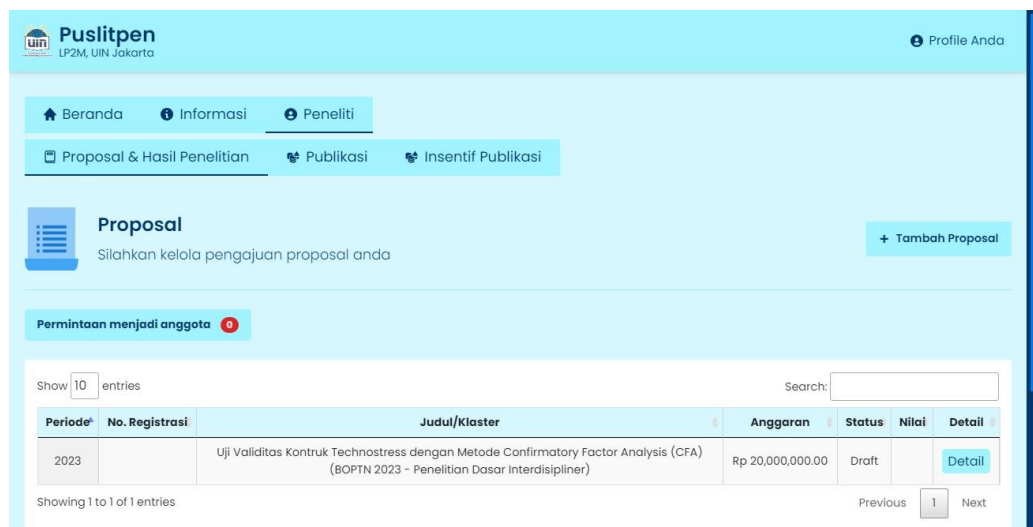 Puslitpen
LP2M, UIN Jakarta
Profile Anda
Beranda Informasi Peneliti
Proposal & Hasil Penelitian Publikasi Insentif Publikasi
Proposal
Silahkan kelola pengajuan proposal anda
+ Tambah Proposal
Permintaan menjadi anggota 0
Show 10 entries Search:
Periode No. Registrasi Judul/Klaster Anggaran Status Nilai Detail
2023 Uji Validitas Kontruk Technostress dengan Metode Confirmatory Factor Analysis (CFA) Rp 20,000,000.00 Draft Detail
(BOPTN 2023 - Penelitian Dasar Interdisipliner)
Showing 1 to 1 of 1 entries Previous 1 Next